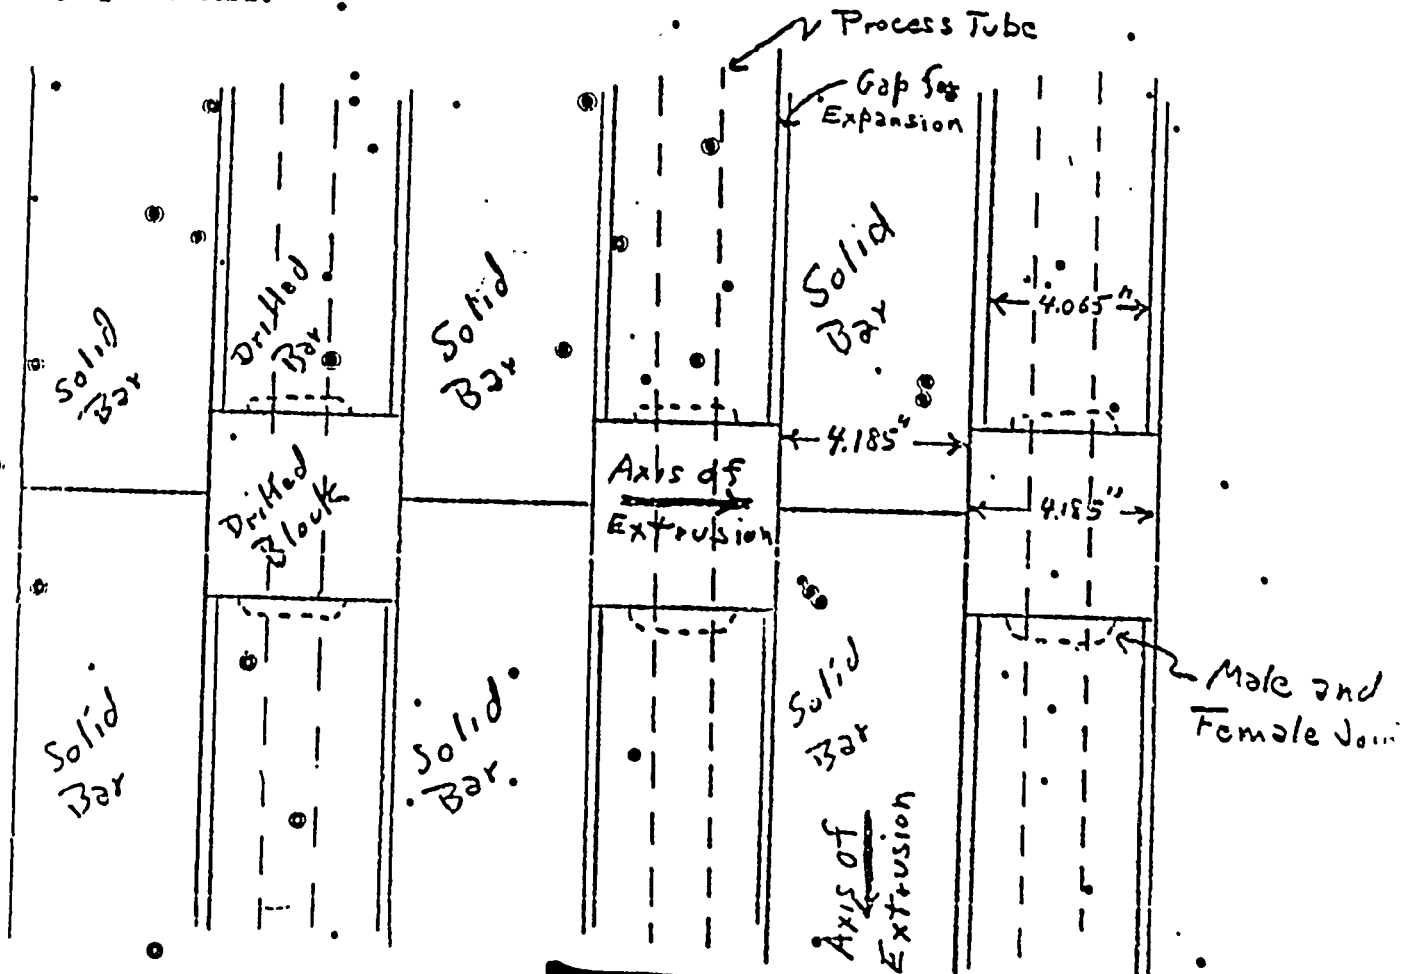 Process Tube
Gap for
Expansion
Solid
Bar
Drilled
Bar
Solid
Bar
Solid
Bar
4.065"
4.185"
Drilled
Block
Axis of
Extrusion
4.185"
Solid
Bar
Solid
Bar
Solid
Bar
Axis of
Extrusion
Male and
Female